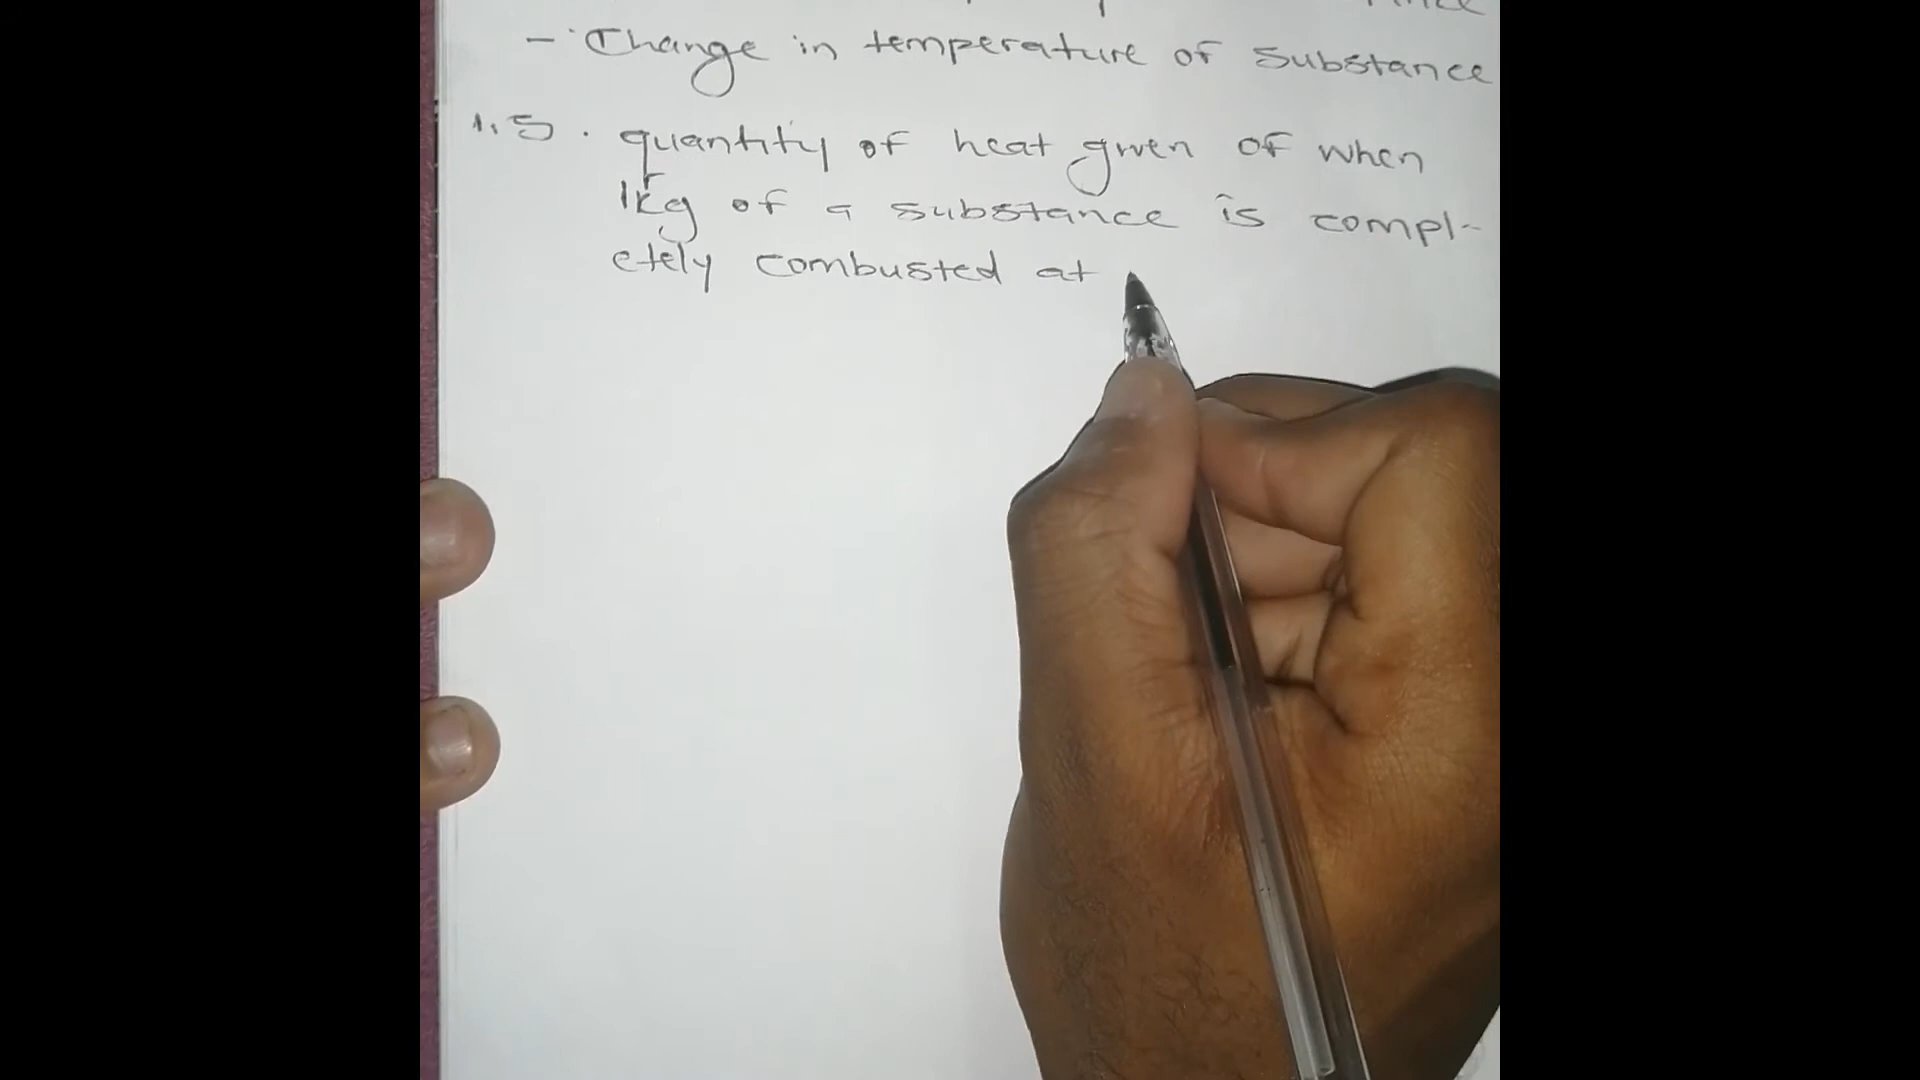 - Change in temperature of substance
1.5. quantity of heat given of when
1kg of a substance is compl-
etely combusted at